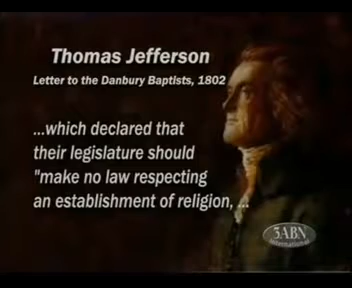 Thomas Jefferson
Letter to the Danbury Baptists, 1802
...which declared that
their legislature should
"make no law respecting
an establishment of religion, ...
3ABN
International